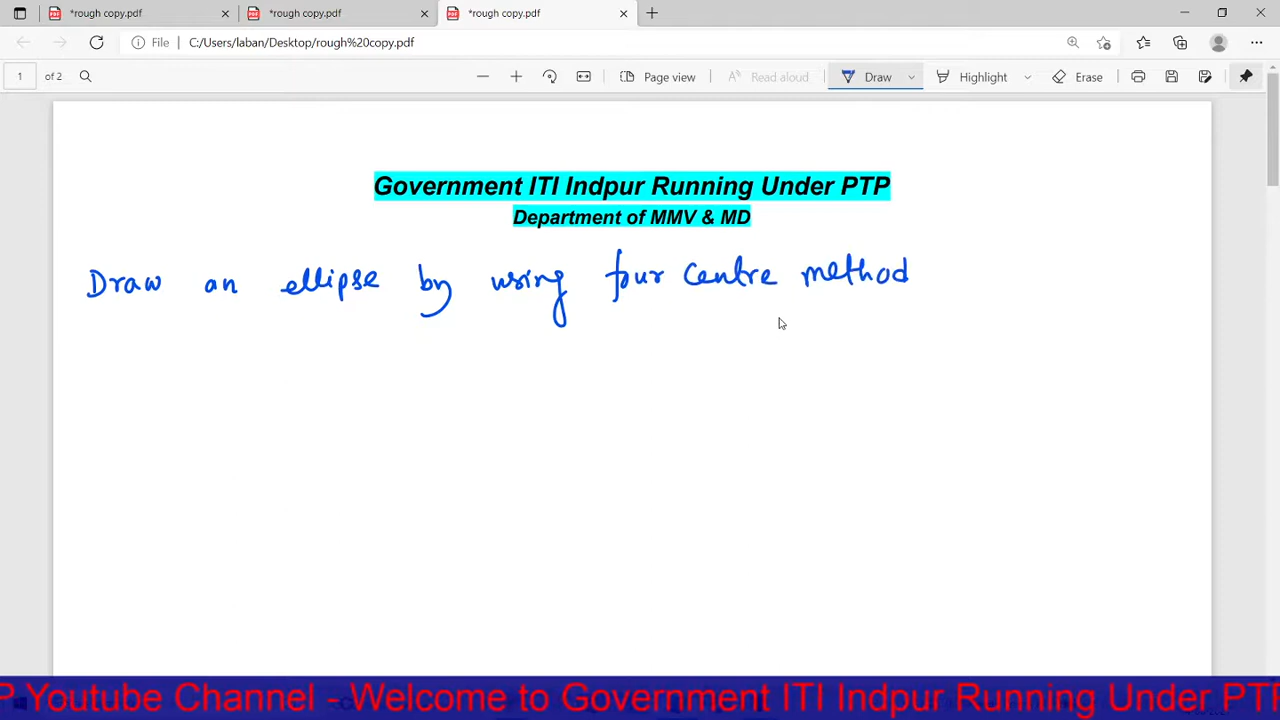 *rough copy.pdf
*rough copy.pdf
*rough copy.pdf
File C:/Users/laban/Desktop/rough%20copy.pdf
1 of 2 Page view Read aloud Draw Highlight Erase
Government ITI Indpur Running Under PTP
Department of MMV & MD
Draw an ellipse by using four centre method
P Youtube Channel - Welcome to Government ITI Indpur Running Under PTP